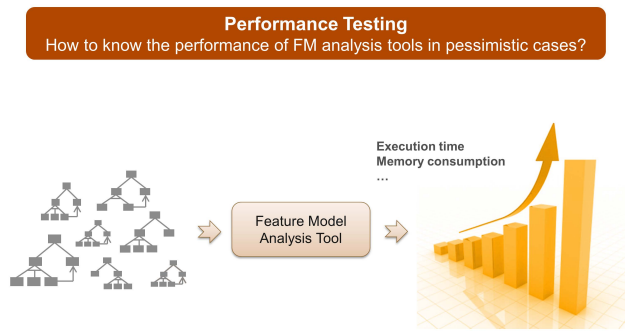 Performance Testing
How to know the performance of FM analysis tools in pessimistic cases?
Execution time
Memory consumption
…
Feature Model
Analysis Tool